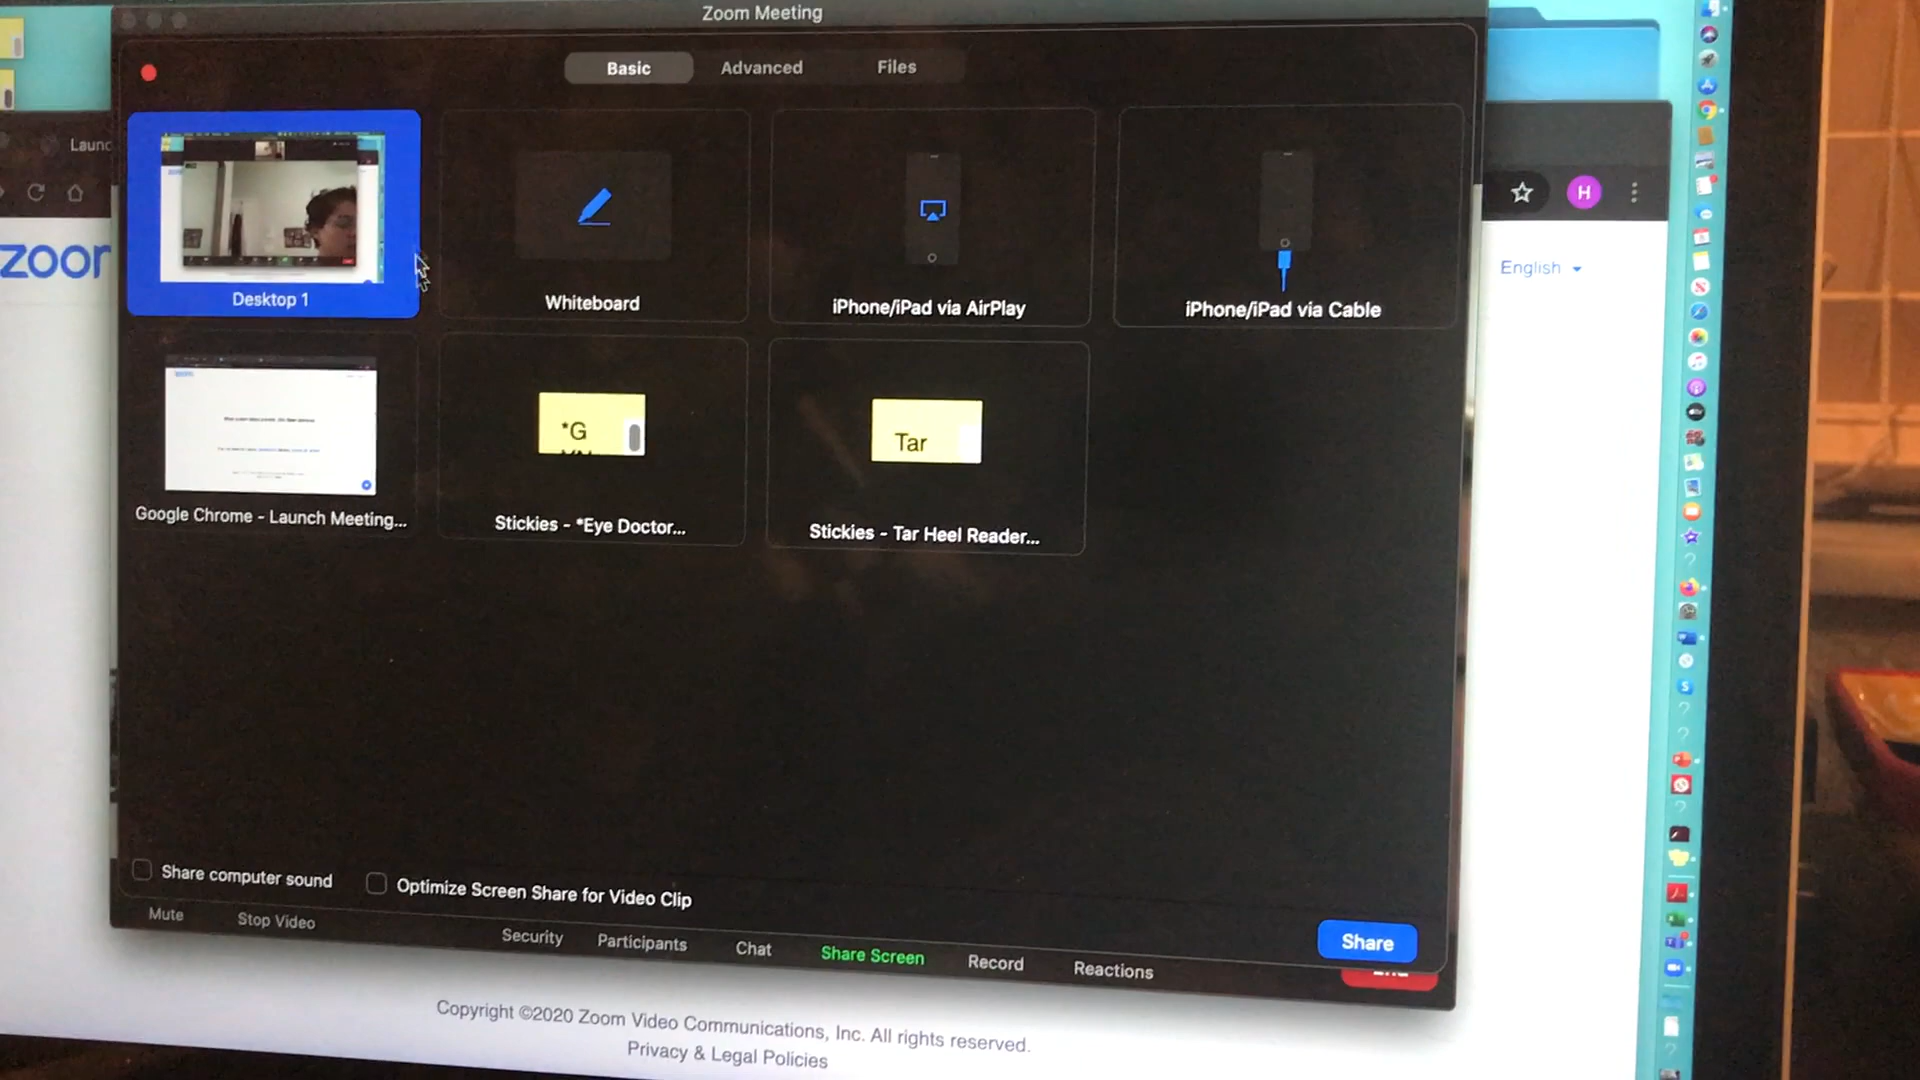 Zoom Meeting
Basic
Advanced
Files
Launc
zoom
Desktop 1
Whiteboard
iPhone/iPad via AirPlay
iPhone/iPad via Cable
H
English
*G
Tar
Google Chrome - Launch Meeting...
Stickies - *Eye Doctor...
Stickies - Tar Heel Reader...
Share computer sound
Optimize Screen Share for Video Clip
Mute
Stop Video
Security
Participants
Chat
Share Screen
Record
Reactions
Share
Copyright ©2020 Zoom Video Communications, Inc. All rights reserved.
Privacy & Legal Policies